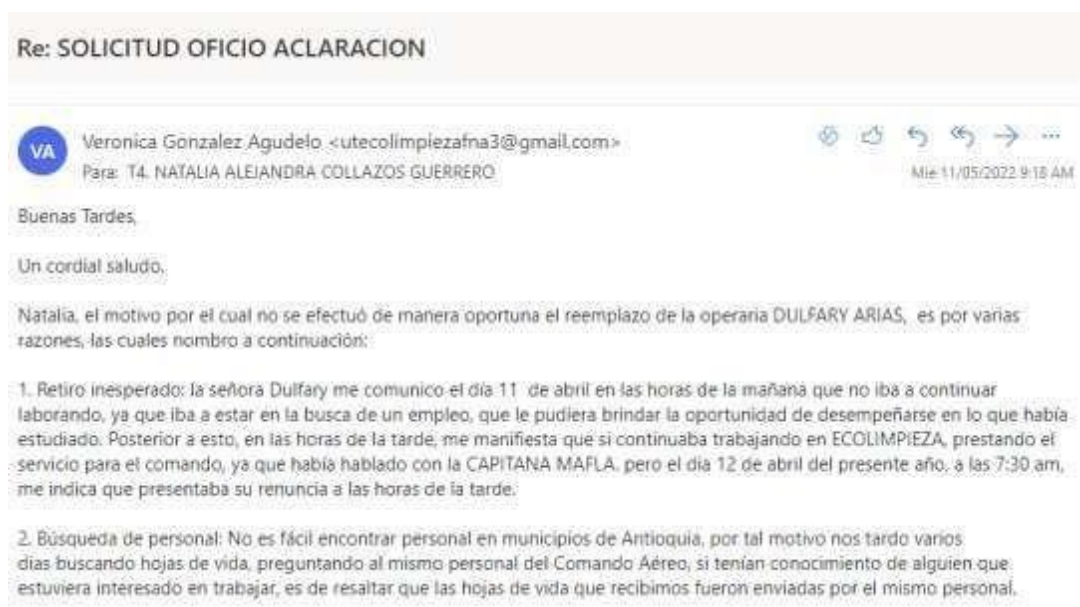 Re: SOLICITUD OFICIO ACLARACION
VA
Veronica Gonzalez Agudelo <utecolimpiezafna3@gmail.com>
Para: T4. NATALIA ALEJANDRA COLLAZOS GUERRERO
Mié 11/05/2022 9:18 AM
Buenas Tardes,
Un cordial saludo.
Natalia, el motivo por el cual no se efectuó de manera oportuna el reemplazo de la operaria DULFARY ARIAS, es por varias
razones, las cuales nombro a continuación:
1. Retiro inesperado: la señora Dulfary me comunico el día 11 de abril en las horas de la mañana que no iba a continuar
laborando, ya que iba a estar en la busca de un empleo, que le pudiera brindar la oportunidad de desempeñarse en lo que había
estudiado. Posterior a esto, en las horas de la tarde, me manifiesta que si continuaba trabajando en ECOLIMPIEZA, prestando el
servicio para el comando, ya que había hablado con la CAPITANA MAFLA. pero el día 12 de abril del presente año, a las 7:30 am,
me indica que presentaba su renuncia a las horas de la tarde.
2. Búsqueda de personal: No es fácil encontrar personal en municipios de Antioquia, por tal motivo nos tardo varios
días buscando hojas de vida, preguntando al mismo personal del Comando Aéreo, si tenían conocimiento de alguien que
estuviera interesado en trabajar, es de resaltar que las hojas de vida que recibimos fueron enviadas por el mismo personal.